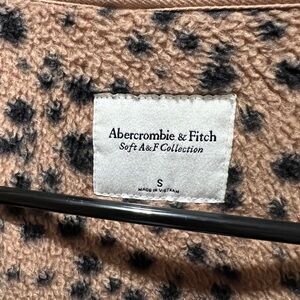 Abercrombie & Fitch
Soft A&F Collection
S
MADE IN VIETNAM